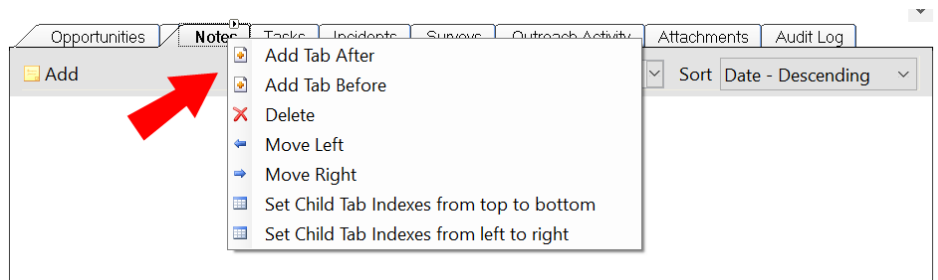 Opportunities Notes Tasks Incidents Surveys Outreach Activity Attachments Audit Log
Add Sort Date - Descending
Add Tab After
Add Tab Before
Delete
Move Left
Move Right
Set Child Tab Indexes from top to bottom
Set Child Tab Indexes from left to right